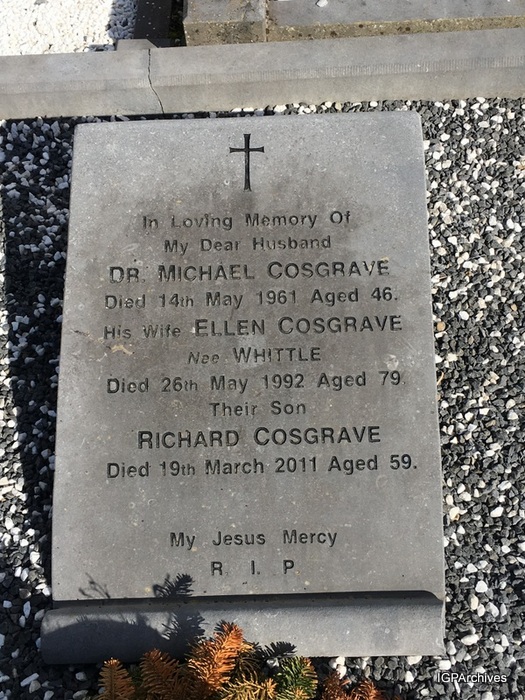 In Loving Memory Of
My Dear Husband
DR. MICHAEL COSGRAVE
Died 14th May 1961 Aged 46.
His Wife ELLEN COSGRAVE
Nee WHITTLE
Died 26th May 1992 Aged 79.
Their Son
RICHARD COSGRAVE
Died 19th March 2011 Aged 59.
My Jesus Mercy
R I P
IGPArchives